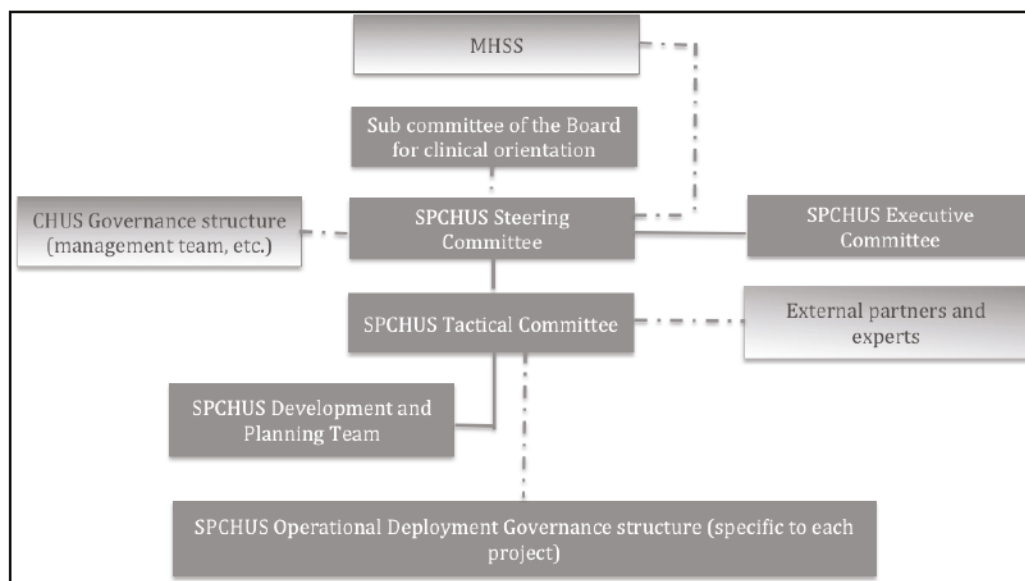 MHSS
Sub committee of the Board
for clinical orientation
CHUS Governance structure
(management team, etc.)
SPCHUS Steering
Committee
SPCHUS Executive
Committee
SPCHUS Tactical Committee
External partners and
experts
SPCHUS Development and
Planning Team
SPCHUS Operational Deployment Governance structure (specific to each
project)